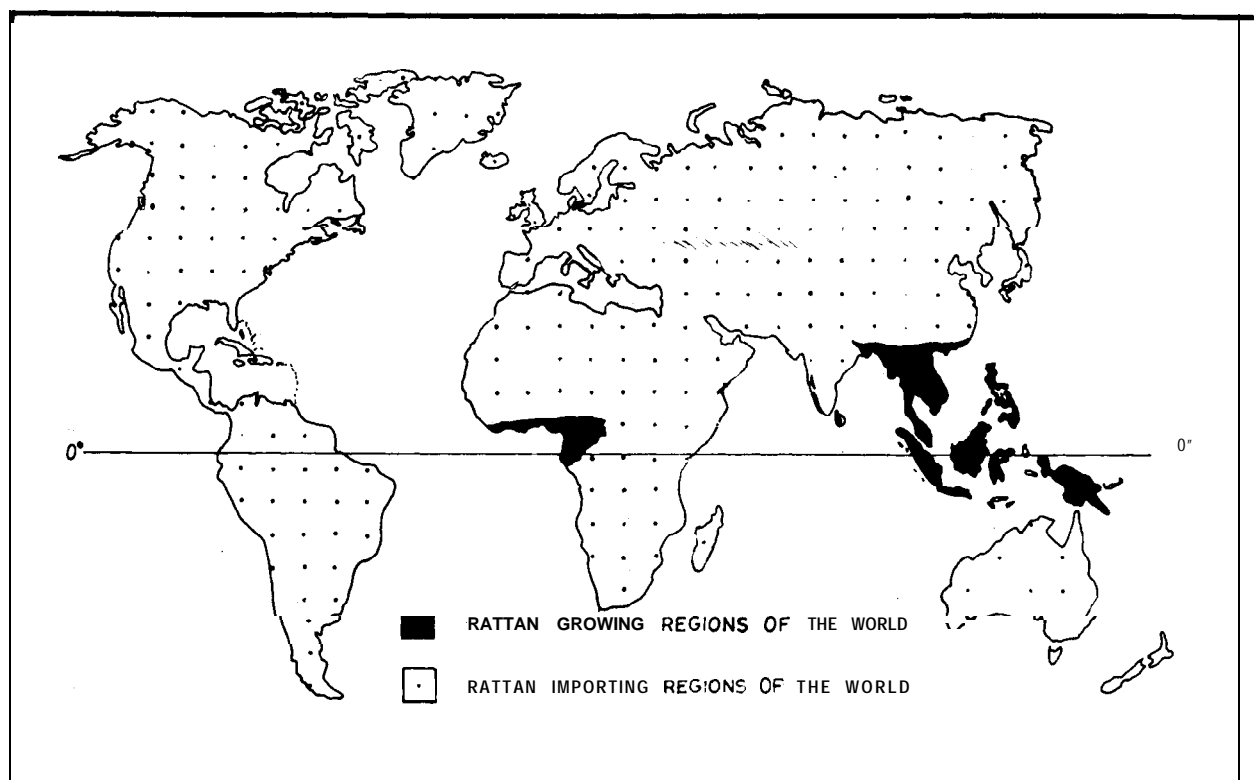 0° 0"
RATTAN GROWING REGIONS OF THE WORLD
RATTAN IMPORTING REGIONS OF THE WORLD